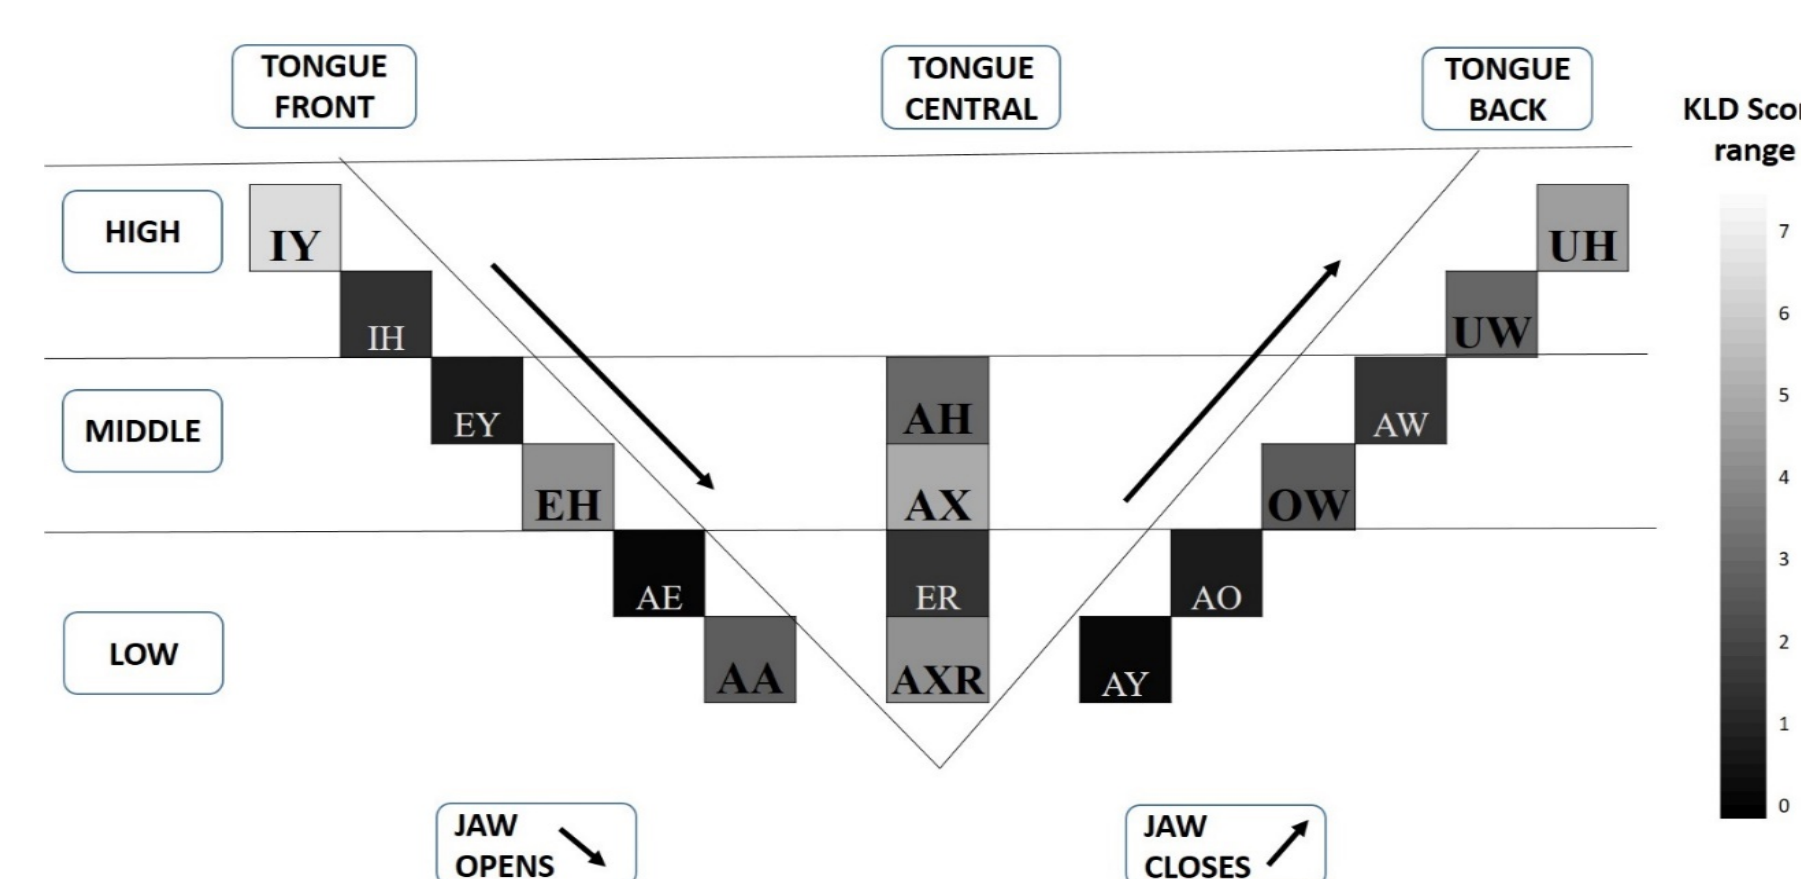 TONGUE
FRONT
TONGUE
CENTRAL
TONGUE
BACK
KLD Scor
range
HIGH
IY
UH
7
IH
UW
6
MIDDLE
EY
AH
AW
5
EH
AX
OW
4
LOW
AE
ER
AO
3
AA
AXR
AY
2
1
0
JAW
OPENS
JAW
CLOSES